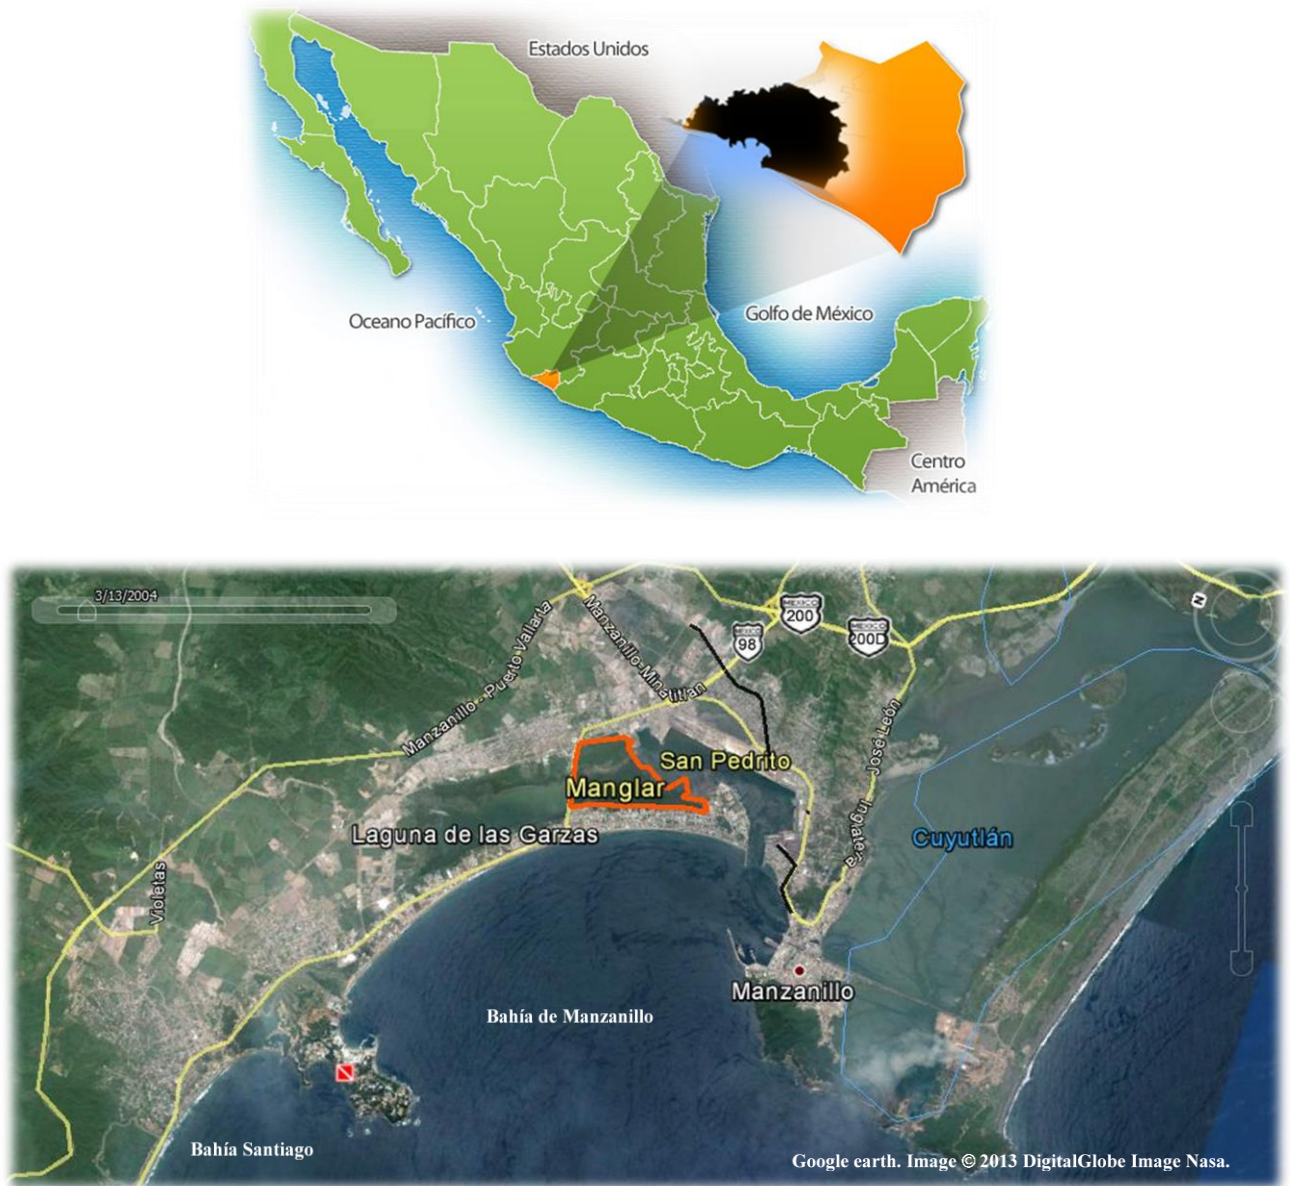 Estados Unidos
Golfo de México
Oceano Pacífico
Centro
América
3/13/2004
MEXICO
200
MEXICO
98
MEXICO
200D
N
Manzanillo - Puerto Vallarta
Manzanillo-Minatitlan
San Pedrito
Manglar
José León
Inglaterra
Laguna de las Garzas
Cuyutlán
Violetas
Manzanillo
Bahía de Manzanillo
Bahía Santiago
Google earth. Image © 2013 DigitalGlobe Image Nasa.